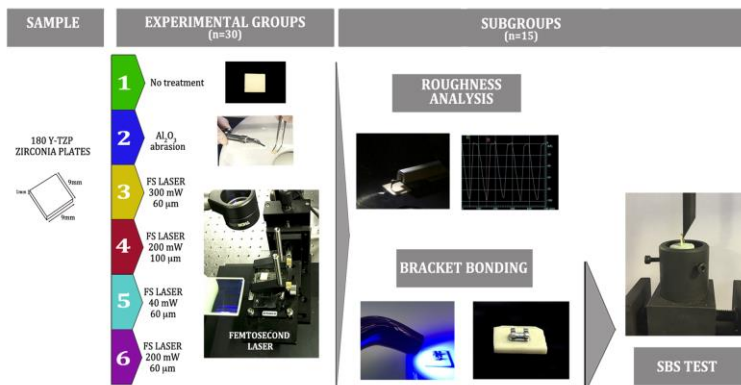 SAMPLE
EXPERIMENTAL GROUPS
(n=30)
SUBGROUPS
(n=15)
180 Y-TZP
ZIRCONIA PLATES
1mm
9mm
9mm
1
No treatment
2
Al₂O₃
abrasion
3
FS LASER
300 mW
60 µm
4
FS LASER
200 mW
100 µm
5
FS LASER
40 mW
60 µm
6
FS LASER
200 mW
60 µm
FEMTOSECOND
LASER
ROUGHNESS
ANALYSIS
BRACKET BONDING
SBS TEST